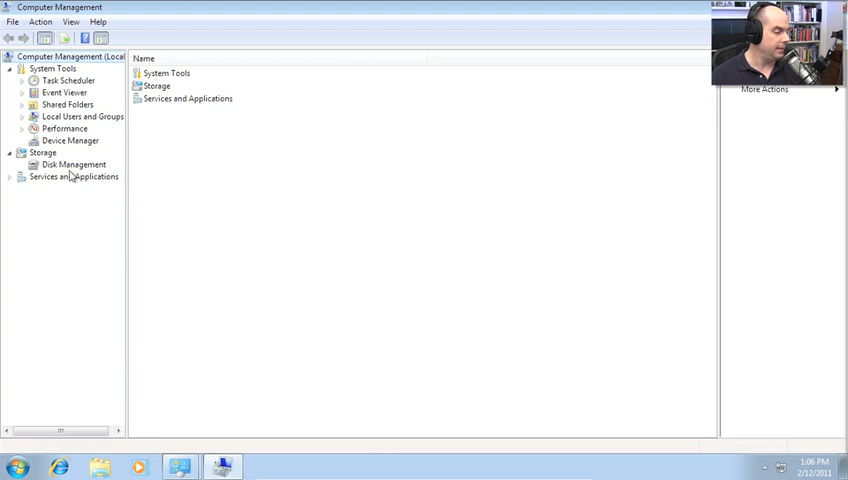 Computer Management
File Action View Help
Computer Management (Local
System Tools
Task Scheduler
Event Viewer
Shared Folders
Local Users and Groups
Performance
Device Manager
Storage
Disk Management
Services and Applications
Name
System Tools
Storage
Services and Applications
More Actions
1:06 PM
2/12/2011